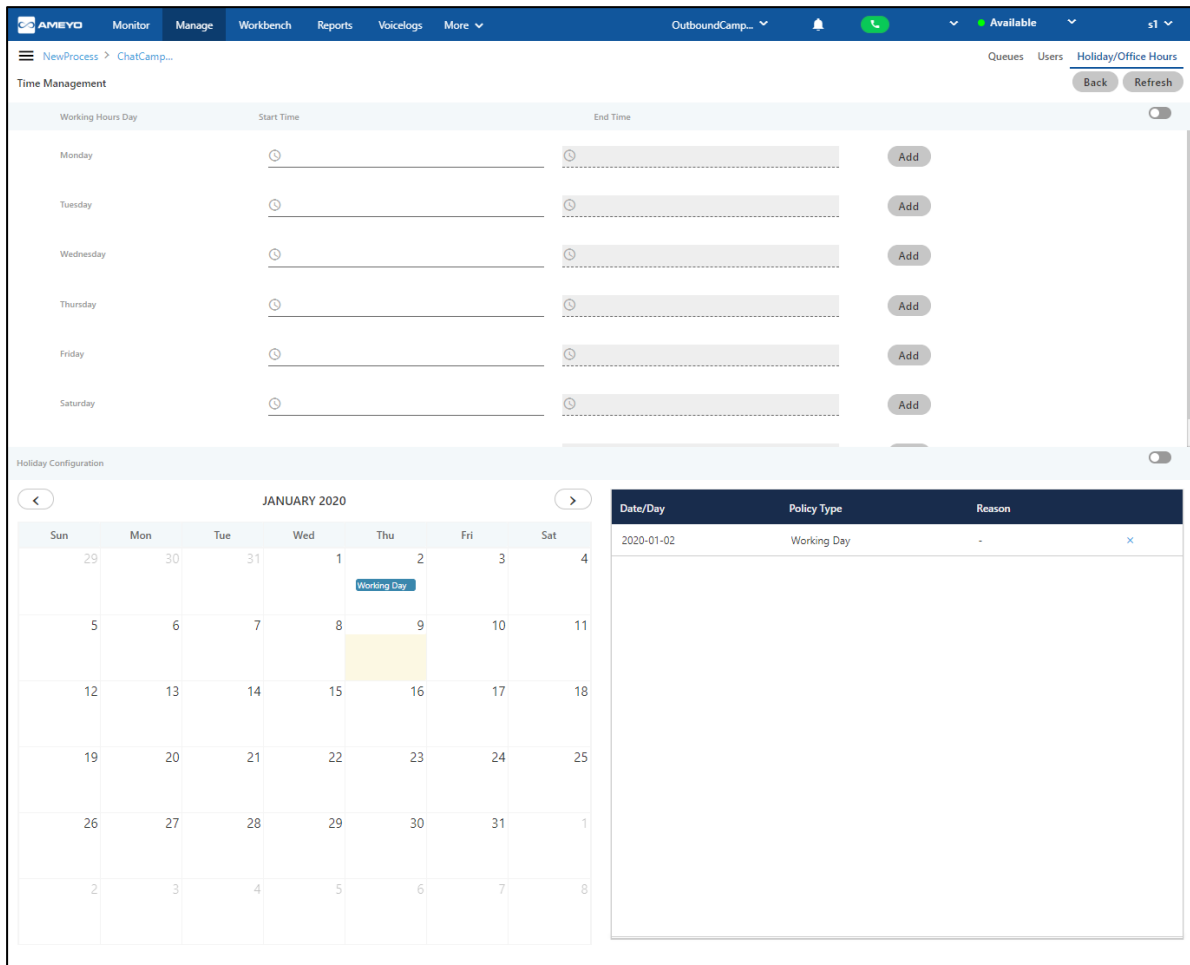 AMEYO Monitor Manage Workbench Reports Voicelogs More OutboundCamp... Available s1
NewProcess > ChatCamp... Queues Users Holiday/Office Hours
Time Management Back Refresh
Working Hours Day Start Time End Time
Monday Add
Tuesday Add
Wednesday Add
Thursday Add
Friday Add
Saturday Add
Holiday Configuration
JANUARY 2020
Sun Mon Tue Wed Thu Fri Sat
29 30 31 1 2 3 4
Working Day
5 6 7 8 9 10 11
12 13 14 15 16 17 18
19 20 21 22 23 24 25
26 27 28 29 30 31 1
2 3 4 5 6 7 8
Date/Day Policy Type Reason
2020-01-02 Working Day - ×